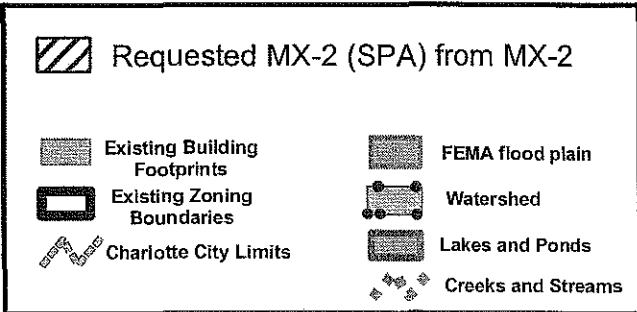 Requested MX-2 (SPA) from MX-2
Existing Building
Footprints
Existing Zoning
Boundaries
Charlotte City Limits
FEMA flood plain
Watershed
Lakes and Ponds
Creeks and Streams